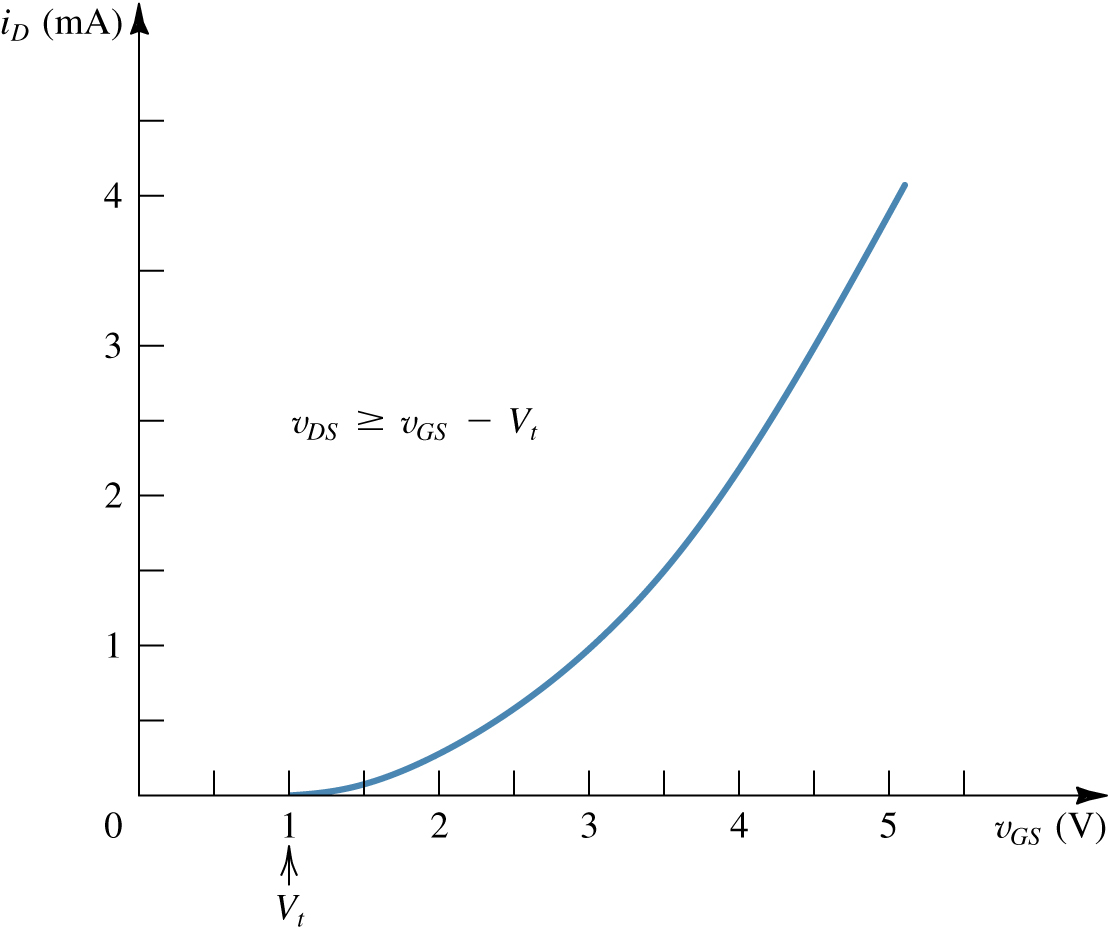 i_D (mA)
4
3
v_DS ≥ v_GS − V_t
2
1
0 1 2 3 4 5 v_GS (V)
V_t